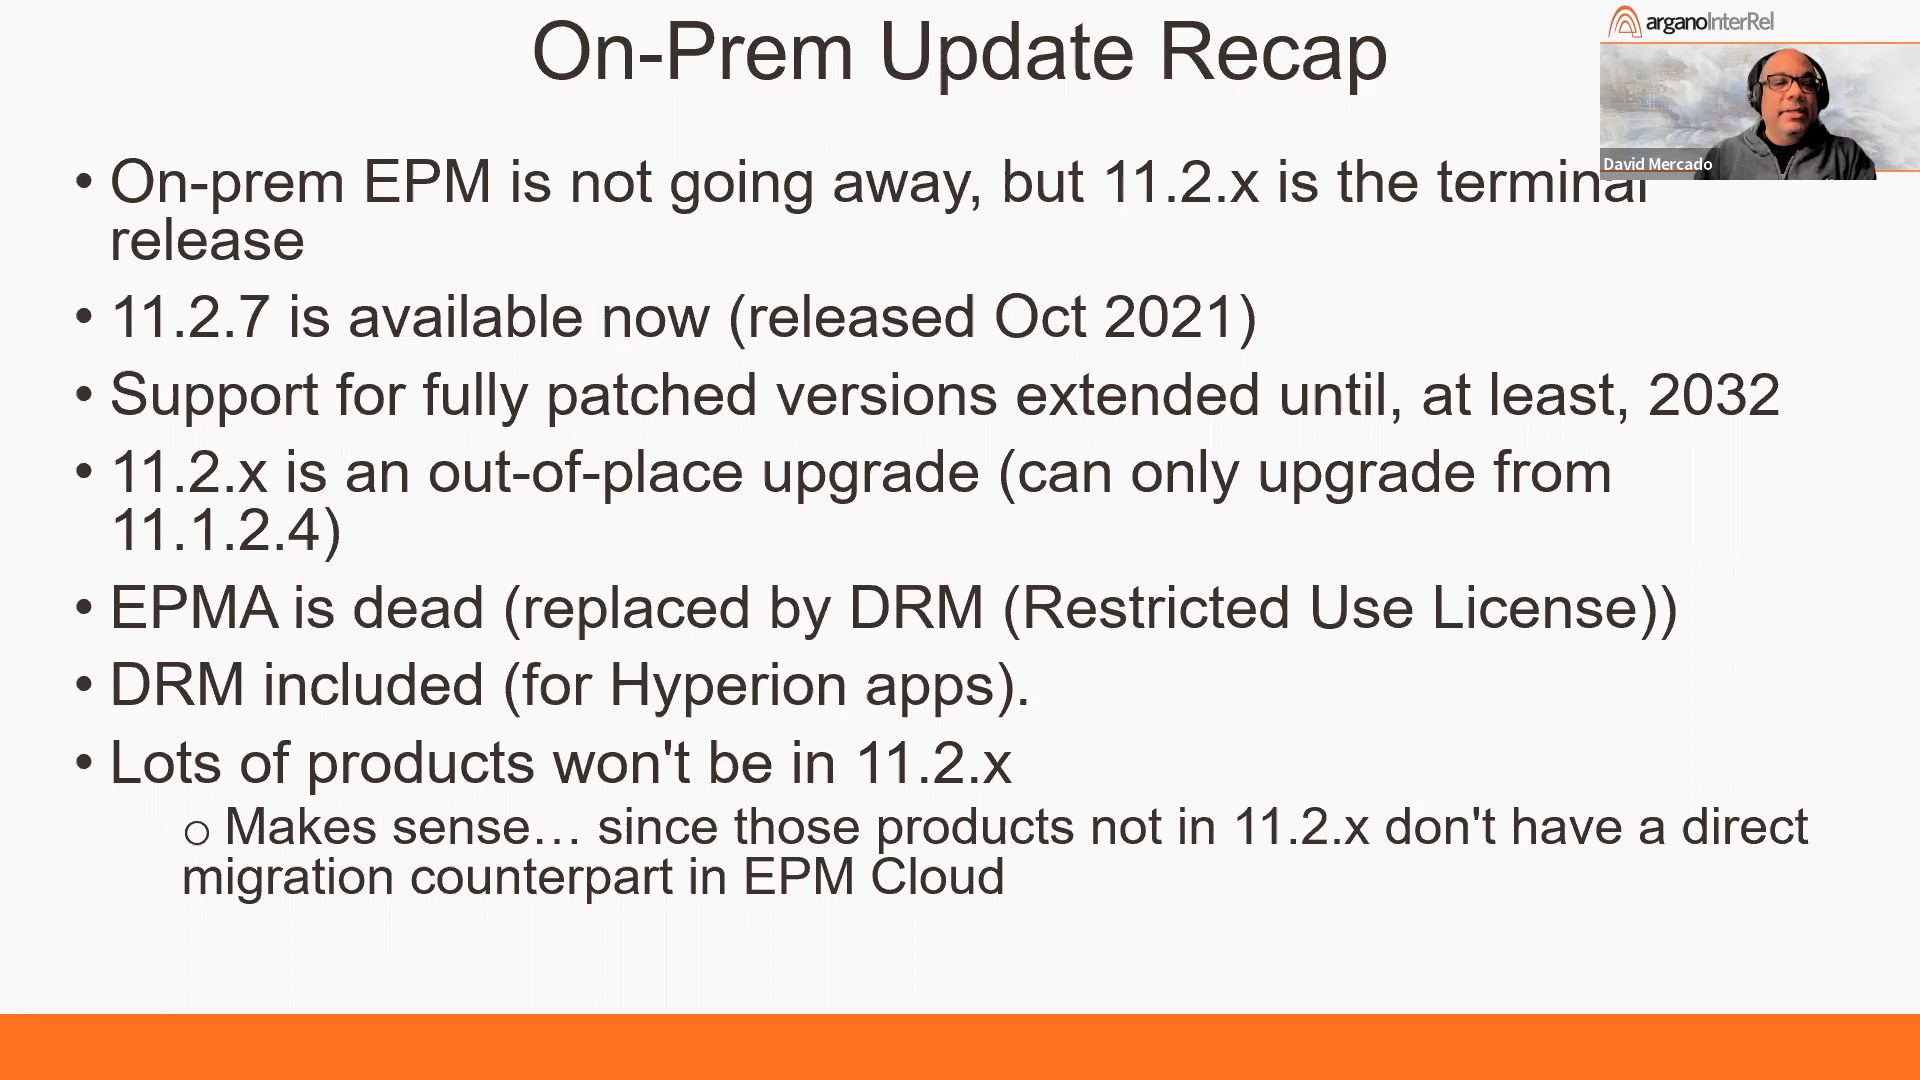 On-Prem Update Recap
arganoInterRel
David Mercado
• On-prem EPM is not going away, but 11.2.x is the terminal
release
• 11.2.7 is available now (released Oct 2021)
• Support for fully patched versions extended until, at least, 2032
• 11.2.x is an out-of-place upgrade (can only upgrade from
11.1.2.4)
• EPMA is dead (replaced by DRM (Restricted Use License))
• DRM included (for Hyperion apps).
• Lots of products won't be in 11.2.x
o Makes sense… since those products not in 11.2.x don't have a direct
migration counterpart in EPM Cloud